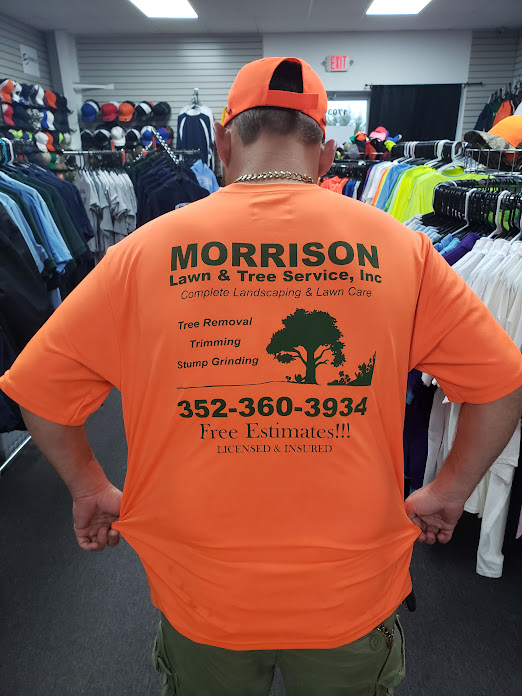 EXIT
MORRISON
Lawn & Tree Service, Inc
Complete Landscaping & Lawn Care
Tree Removal
Trimming
Stump Grinding
352-360-3934
Free Estimates!!!
LICENSED & INSURED